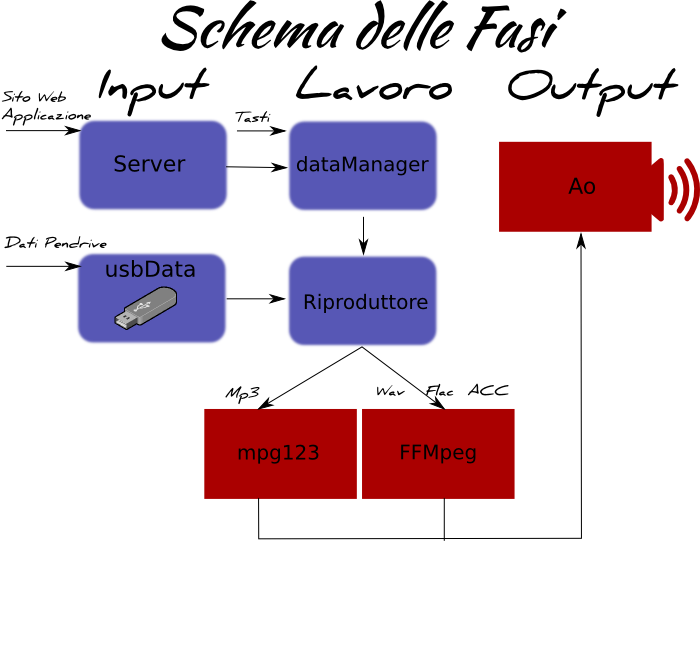 Schema delle Fasi
Input
Lavoro
Output
Sito Web
Applicazione
Tasti
Server
dataManager
Ao
Dati Pendrive
usbData
Riproduttore
Mp3
Wav Flac ACC
mpg123
FFMpeg